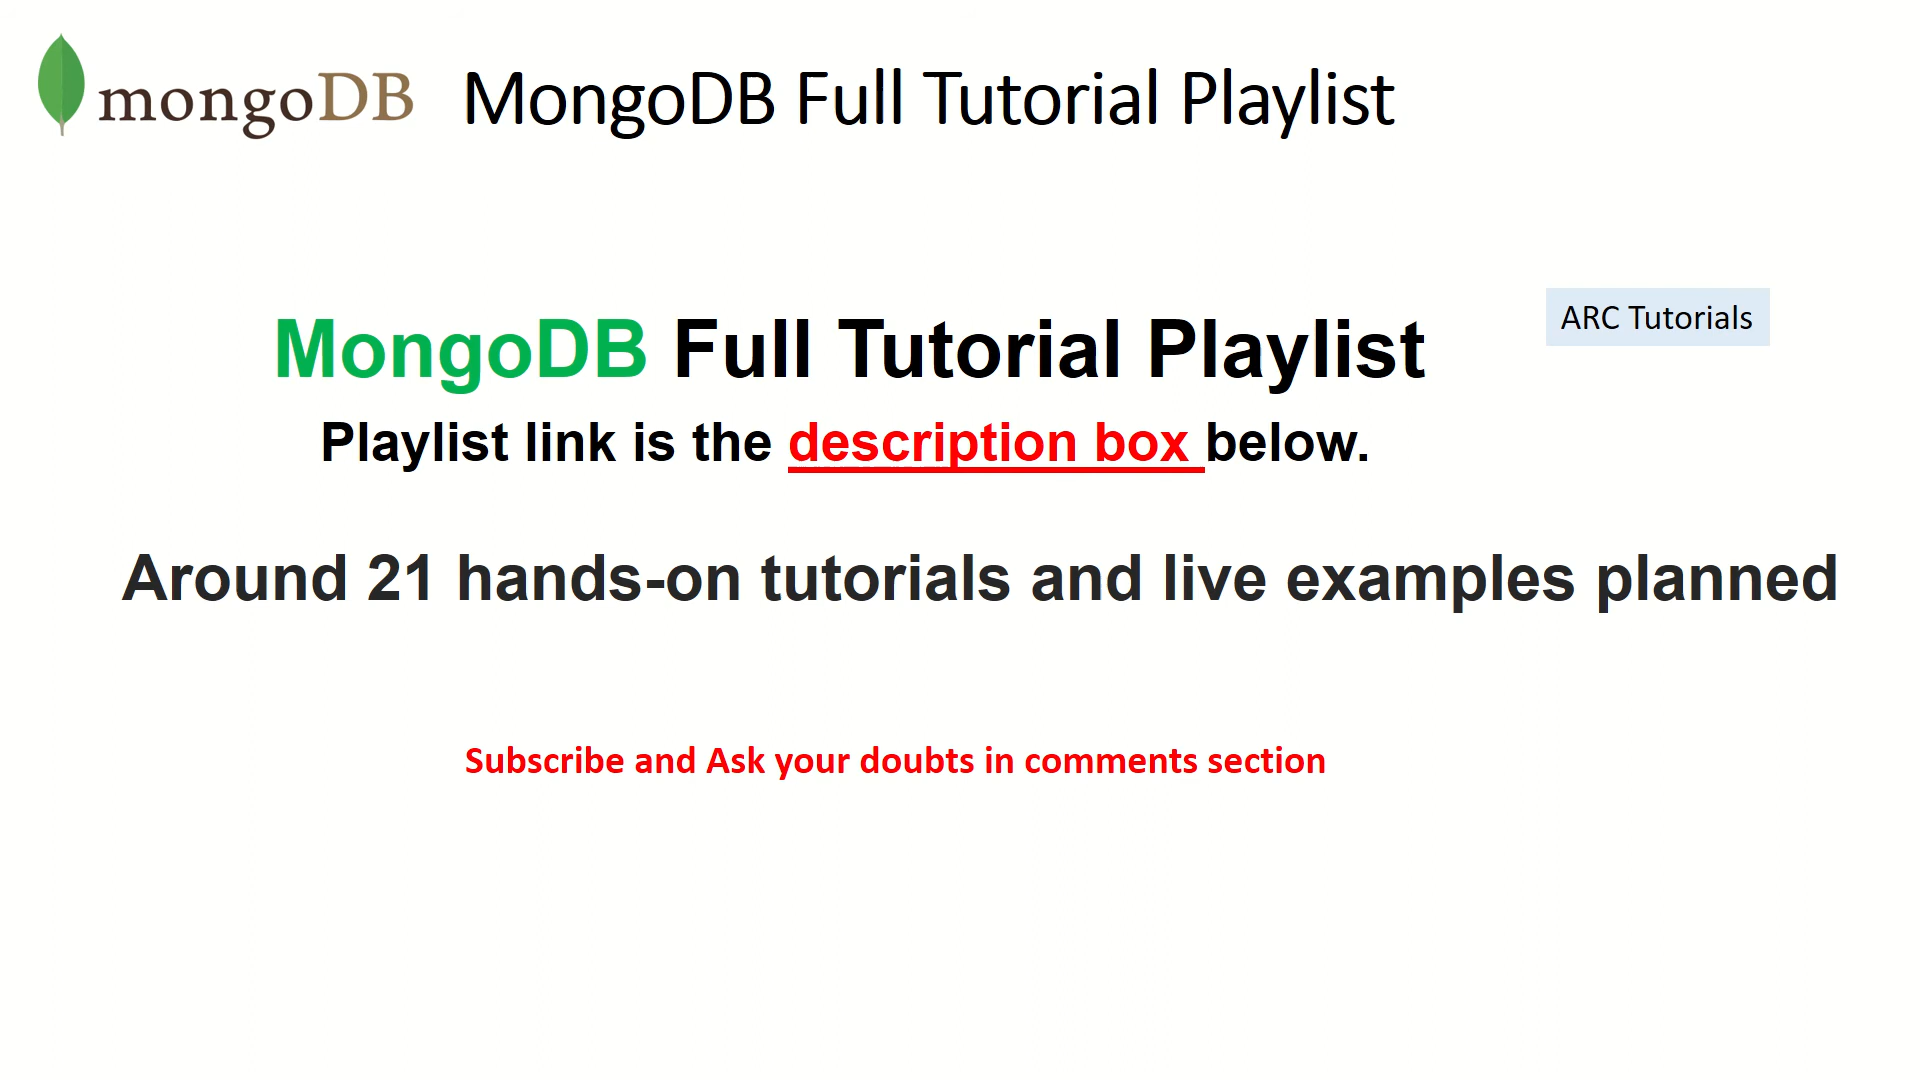 mongoDB
MongoDB Full Tutorial Playlist
ARC Tutorials
MongoDB Full Tutorial Playlist
Playlist link is the description box below.
Around 21 hands-on tutorials and live examples planned
Subscribe and Ask your doubts in comments section